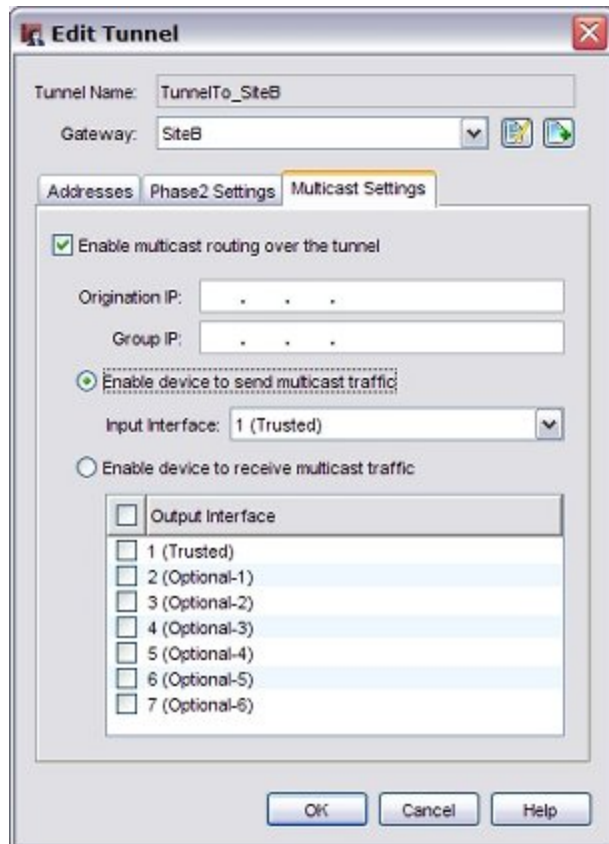 Edit Tunnel
Tunnel Name: TunnelTo_SiteB
Gateway: SiteB
Addresses Phase2 Settings Multicast Settings
Enable multicast routing over the tunnel
Origination IP: . . .
Group IP: . . .
Enable device to send multicast traffic
Input Interface: 1 (Trusted)
Enable device to receive multicast traffic
Output Interface
1 (Trusted)
2 (Optional-1)
3 (Optional-2)
4 (Optional-3)
5 (Optional-4)
6 (Optional-5)
7 (Optional-6)
OK Cancel Help